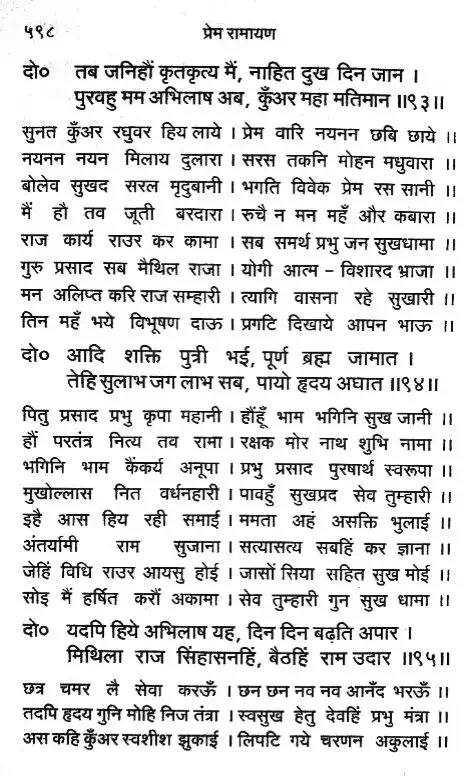 ५९८ प्रेम रामायण
दो० तब जनिहौं कृतकृत्य मैं, नाहित दुख दिन जान ।
पुरवहु मम अभिलाष अब, कुँअर महा मतिमान ॥९३॥
सुनत कुँअर रघुवर हिय लाये । प्रेम वारि नयनन छबि छाये ॥
नयनन नयन मिलाय दुलारा । सरस तकनि मोहन मधुवारा ॥
बोलेव सुखद सरल मृदुबानी । भगति विवेक प्रेम रस सानी ॥
मैं हौ तव जूती बरदारा । रुचै न मन महँ और कबारा ॥
राज कार्य राउर कर कामा । सब समर्थ प्रभु जन सुखधामा ॥
गुरु प्रसाद सब मैथिल राजा । योगी आत्म – विशारद भ्राजा ॥
मन अलिप्त करि राज सम्हारी । त्यागि वासना रहे सुखारी ॥
तिन महँ भये विभूषण दाऊ । प्रगटि दिखाये आपन भाऊ ॥
दो० आदि शक्ति पुत्री भई, पूर्ण ब्रह्म जामात ।
तेहि सुलाभ जग लाभ सब, पायो हृदय अघात ॥९४॥
पितु प्रसाद प्रभु कृपा महानी । हौंहूँ भाम भगिनि सुख जानी ॥
हौं परतंत्र नित्य तव रामा । रक्षक मोर नाथ शुभि नामा ॥
भगिनि भाम कैंकर्य अनूपा । प्रभु प्रसाद पुरषार्थ स्वरूपा ॥
मुखोल्लास नित वर्धनहारी । पावहुँ सुखप्रद सेव तुम्हारी ॥
इहै आस हिय रही समाई । ममता अहं असक्ति भुलाई ॥
अंतर्यामी राम सुजाना । सत्यासत्य सबहिं कर ज्ञाना ॥
जेहिं विधि राउर आयसु होई । जासों सिया सहित सुख मोई ॥
सोइ मैं हर्षित करौं अकामा । सेव तुम्हारी गुन सुख धामा ॥
दो० यदपि हिये अभिलाष यह, दिन दिन बढ़ति अपार ।
मिथिला राज सिंहासनहिं, बैठहिं राम उदार ॥९५॥
छत्र चमर लै सेवा करऊँ । छन छन नव नव आनँद भरऊँ ॥
तदपि हृदय गुनि मोहि निज तंत्रा । स्वसुख हेतु देवहिं प्रभु मंत्रा ॥
अस कहि कुँअर स्वशीश झुकाई । लिपटि गये चरणन अकुलाई ॥